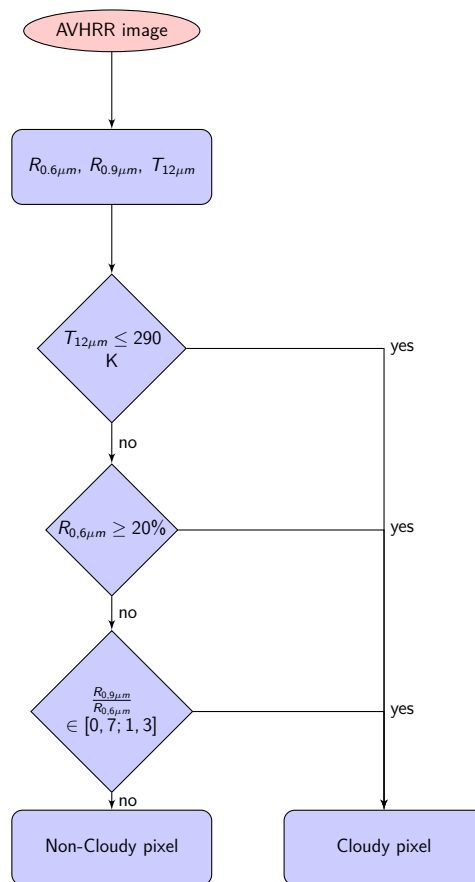 AVHRR image
R0.6μm, R0.9μm, T12μm
T12μm ≤ 290
K
yes
no
R0,6μm ≥ 20%
yes
no
R0,9μm
R0,6μm
∈ [0, 7; 1, 3]
yes
no
Non-Cloudy pixel
Cloudy pixel